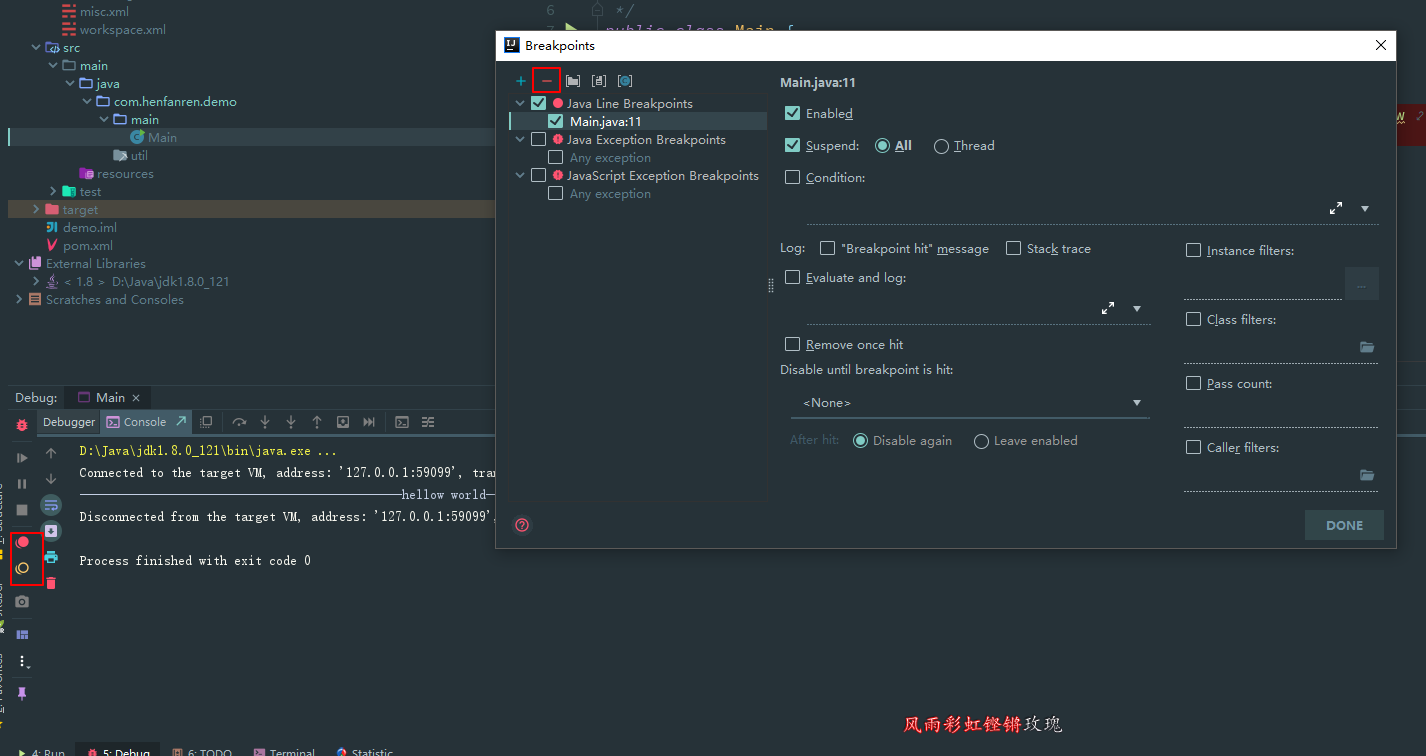 misc.xml
workspace.xml
src
main
java
com.henfanren.demo
main
Main
util
resources
test
target
demo.iml
pom.xml
External Libraries
< 1.8 > D:\Java\jdk1.8.0_121
Scratches and Consoles
6 */
7 public class Main {
Breakpoints
Java Line Breakpoints
Main.java:11
Java Exception Breakpoints
Any exception
JavaScript Exception Breakpoints
Any exception
Main.java:11
Enabled
Suspend: All Thread
Condition:
Log: "Breakpoint hit" message Stack trace
Instance filters:
...
Evaluate and log:
Class filters:
Remove once hit
Disable until breakpoint is hit:
Pass count:
<None>
After hit: Disable again Leave enabled
Caller filters:
DONE
Debug: Main
Debugger Console
D:\Java\jdk1.8.0_121\bin\java.exe ...
Connected to the target VM, address: '127.0.0.1:59099',
hellow world
Disconnected from the target VM, address: '127.0.0.1:59099',
Process finished with exit code 0
风雨彩虹铿锵玫瑰
4: Run 5: Debug 6: TODO Terminal Statistic